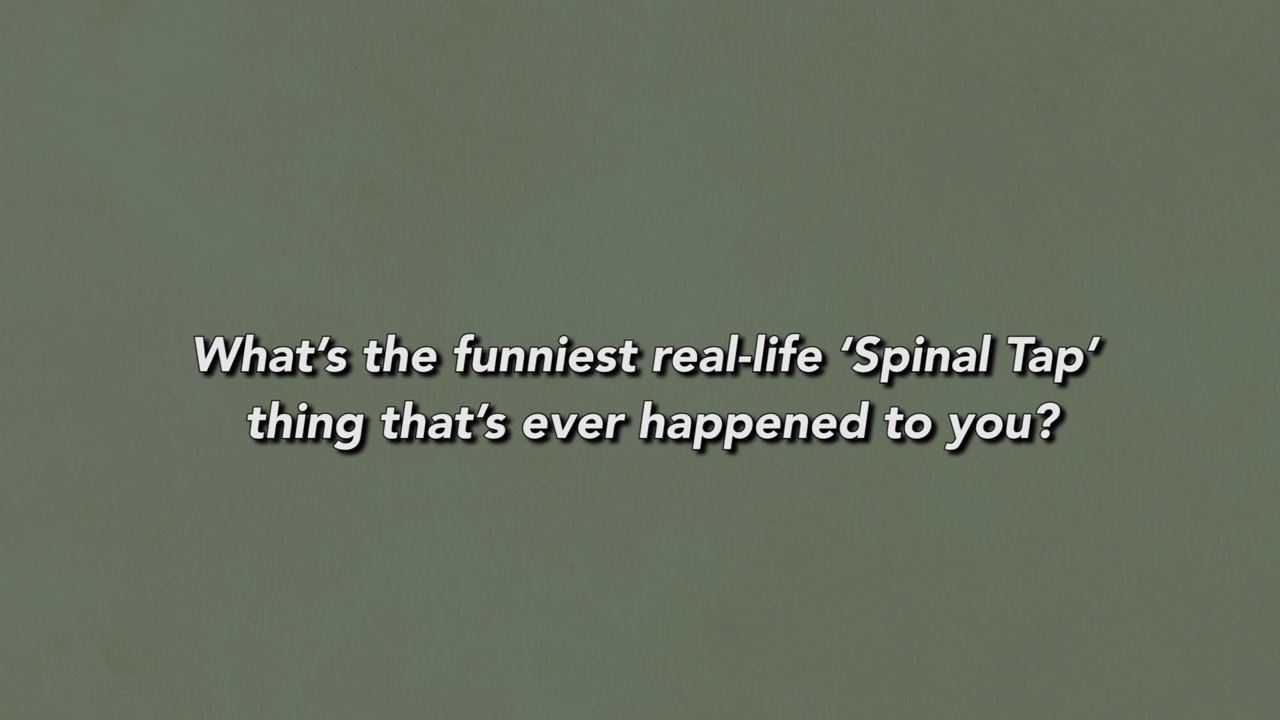 What’s the funniest real-life ‘Spinal Tap’
thing that’s ever happened to you?